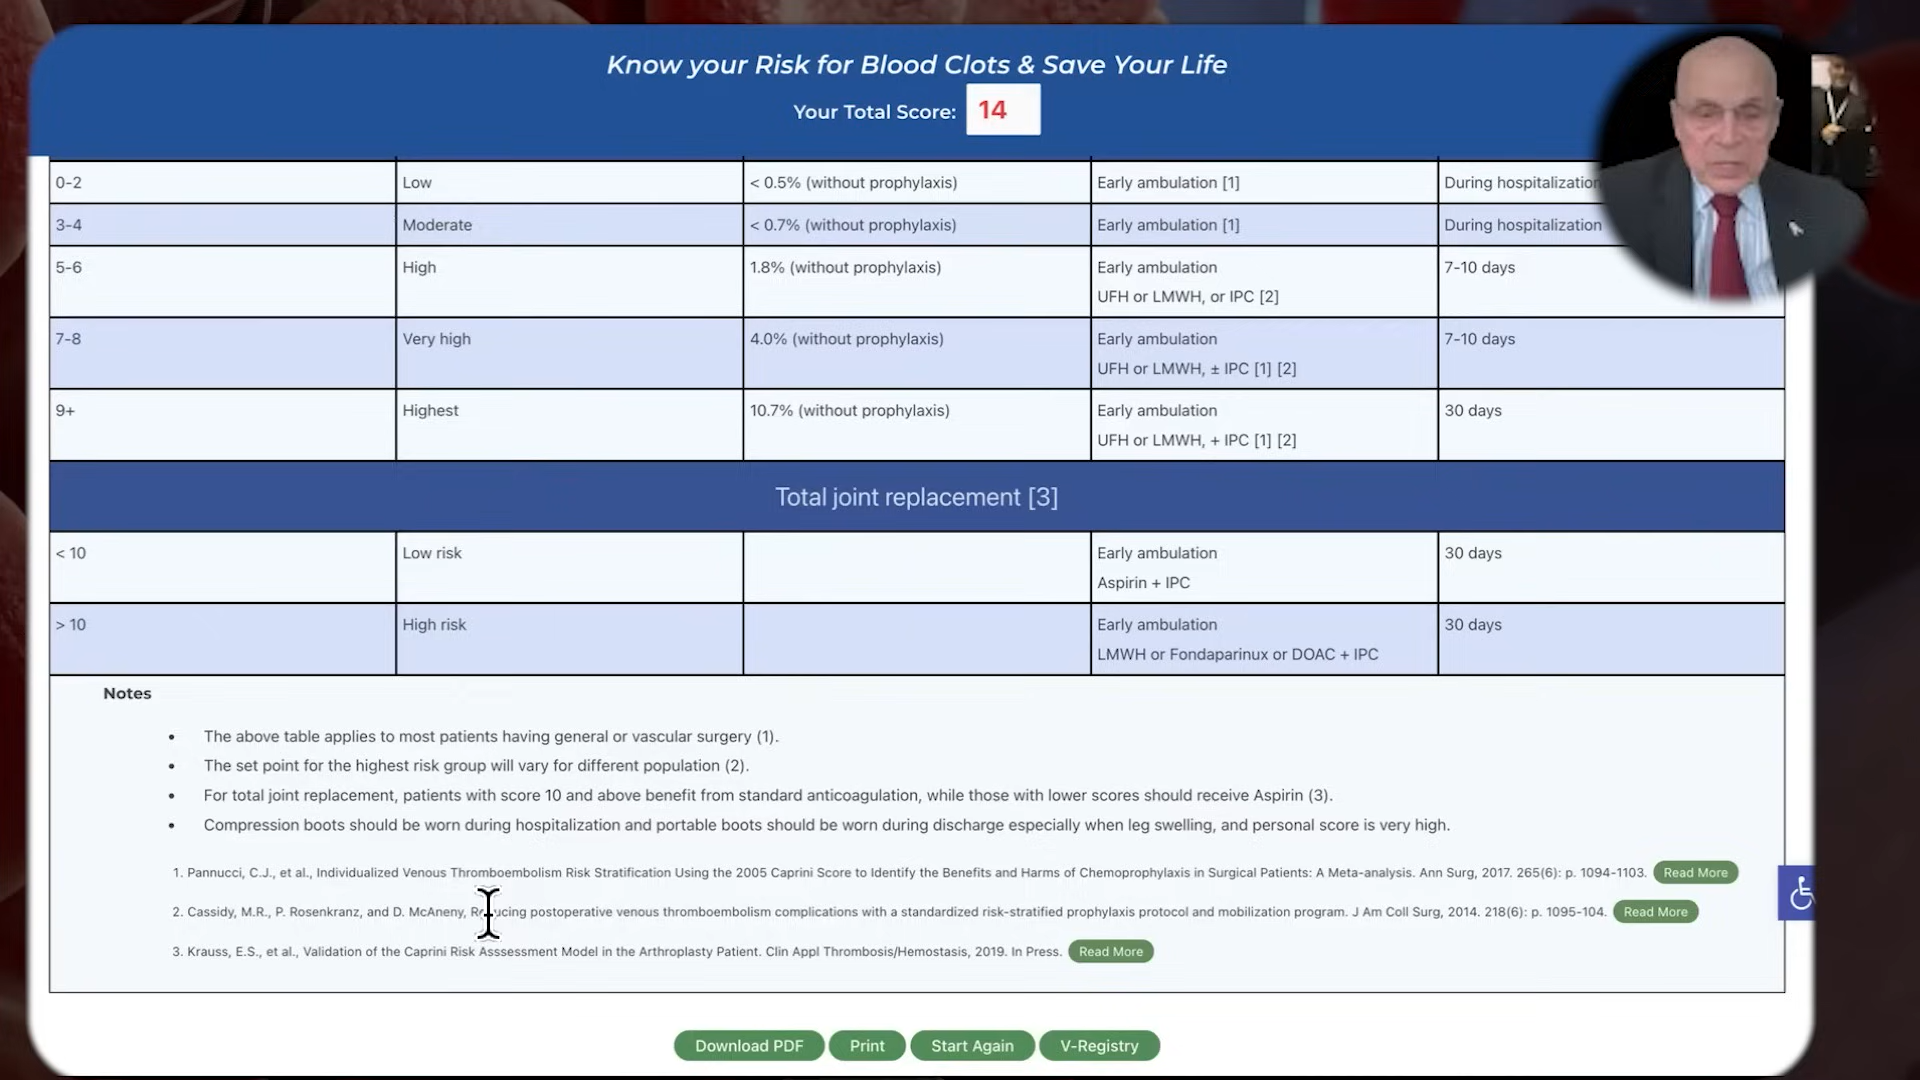 Know your Risk for Blood Clots & Save Your Life
Your Total Score: 14
0-2 Low < 0.5% (without prophylaxis) Early ambulation [1] During hospitalization
3-4 Moderate < 0.7% (without prophylaxis) Early ambulation [1] During hospitalization
5-6 High 1.8% (without prophylaxis) Early ambulation 7-10 days
UFH or LMWH, or IPC [2]
7-8 Very high 4.0% (without prophylaxis) Early ambulation 7-10 days
UFH or LMWH, ± IPC [1] [2]
9+ Highest 10.7% (without prophylaxis) Early ambulation 30 days
UFH or LMWH, + IPC [1] [2]
Total joint replacement [3]
< 10 Low risk Early ambulation 30 days
Aspirin + IPC
> 10 High risk Early ambulation 30 days
LMWH or Fondaparinux or DOAC + IPC
Notes
• The above table applies to most patients having general or vascular surgery (1).
• The set point for the highest risk group will vary for different population (2).
• For total joint replacement, patients with score 10 and above benefit from standard anticoagulation, while those with lower scores should receive Aspirin (3).
• Compression boots should be worn during hospitalization and portable boots should be worn during discharge especially when leg swelling, and personal score is very high.
1. Pannucci, C.J., et al., Individualized Venous Thromboembolism Risk Stratification Using the 2005 Caprini Score to Identify the Benefits and Harms of Chemoprophylaxis in Surgical Patients: A Meta-analysis. Ann Surg, 2017. 265(6): p. 1094-1103. Read More
2. Cassidy, M.R., P. Rosenkranz, and D. McAneny, Reducing postoperative venous thromboembolism complications with a standardized risk-stratified prophylaxis protocol and mobilization program. J Am Coll Surg, 2014. 218(6): p. 1095-104. Read More
3. Krauss, E.S., et al., Validation of the Caprini Risk Asssessment Model in the Arthroplasty Patient. Clin Appl Thrombosis/Hemostasis, 2019. In Press. Read More
Download PDF Print Start Again V-Registry